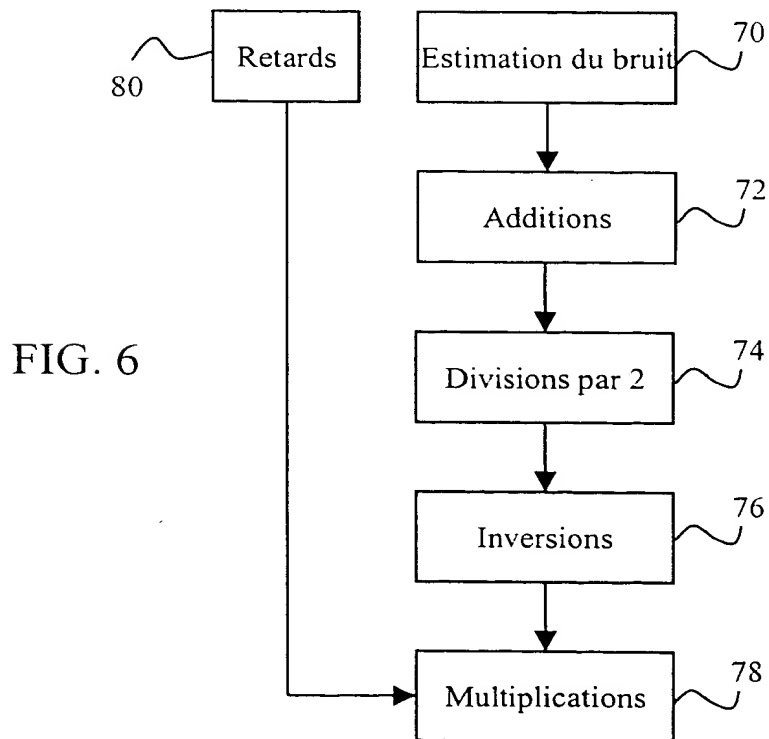 80
Retards
Estimation du bruit
70
Additions
72
FIG. 6
Divisions par 2
74
Inversions
76
Multiplications
78